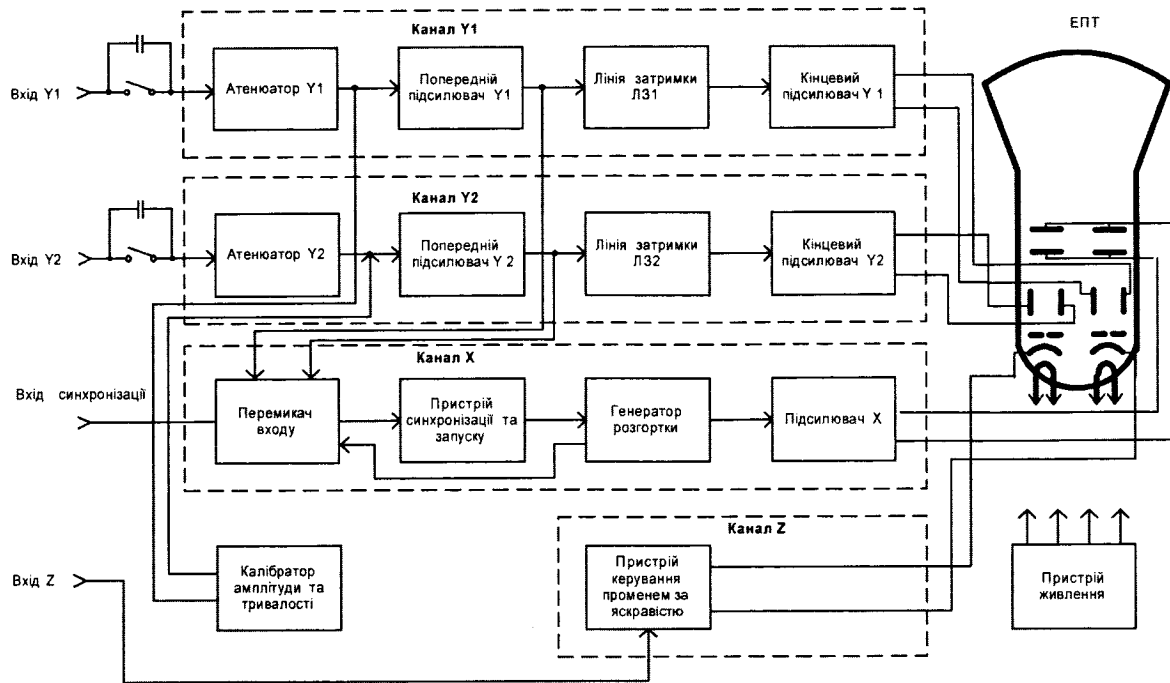 Канал Y1
ЕПТ
Вхід Y1
Атенюатор Y1
Попередній
підсилювач Y1
Лінія затримки
ЛЗ1
Кінцевий
підсилювач Y 1
Канал Y2
Вхід Y2
Атенюатор Y2
Попередній
підсилювач Y 2
Лінія затримки
ЛЗ2
Кінцевий
підсилювач Y2
Канал X
Вхід синхронізації
Перемикач
входу
Пристрій
синхронізації та
запуску
Генератор
розгортки
Підсилювач X
Канал Z
Вхід Z
Калібратор
амплітуди та
тривалості
Пристрій
керування
променем за
яскравістю
Пристрій
живлення